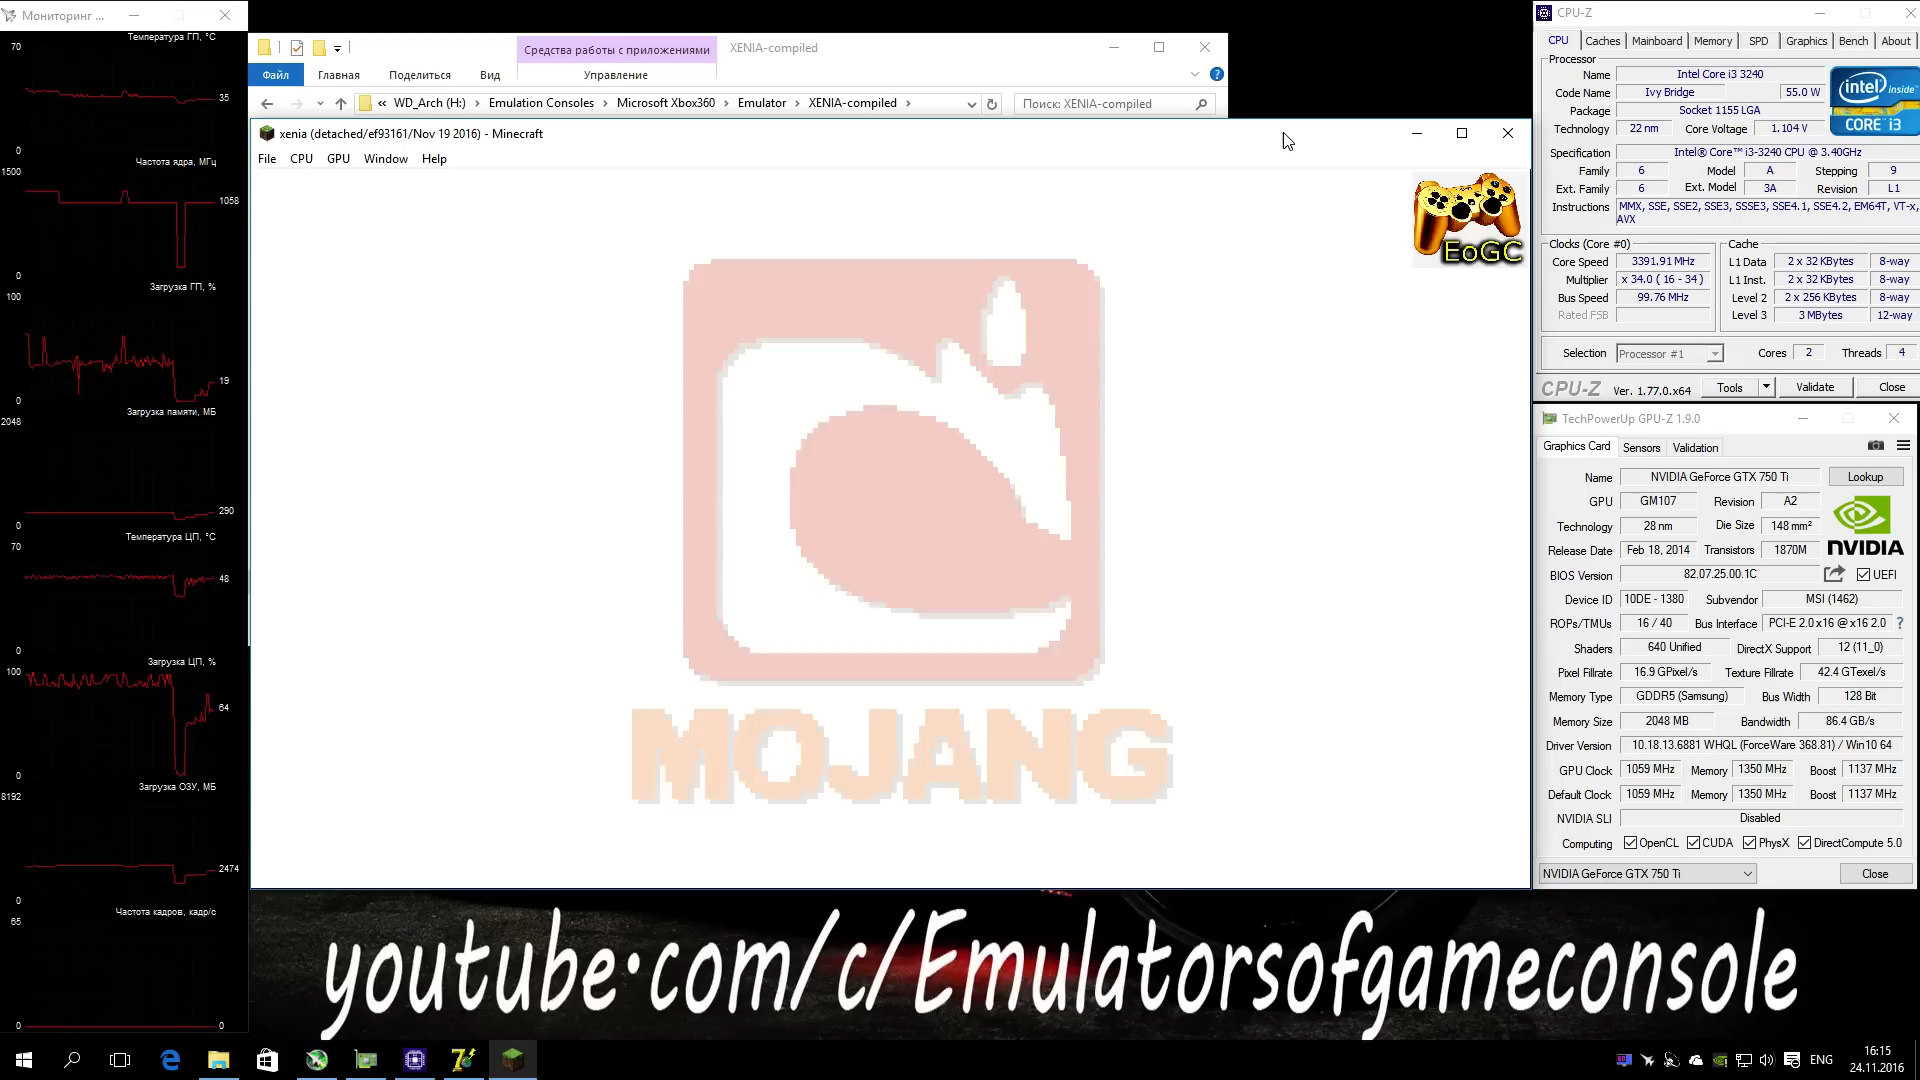 Мониторинг ...
Температура ГП, °C
70
35
0
Частота ядра, МГц
1500
1058
0
Загрузка ГП, %
100
19
0
Загрузка памяти, МБ
2048
290
0
Температура ЦП, °C
70
48
0
Загрузка ЦП, %
100
64
0
Загрузка ОЗУ, МБ
8192
2474
0
Частота кадров, кадр/с
65
0
0
Средства работы с приложениями
XENIA-compiled
Файл
Главная
Поделиться
Вид
Управление
« WD_Arch (H:) > Emulation Consoles > Microsoft Xbox360 > Emulator > XENIA-compiled >
Поиск: XENIA-compiled
xenia (detached/ef93161/Nov 19 2016) - Minecraft
File CPU GPU Window Help
EoGC
MOJANG
youtube.com/c/Emulatorsofgameconsole
CPU-Z
CPU Caches Mainboard Memory SPD Graphics Bench About
Processor
Name Intel Core i3 3240
Code Name Ivy Bridge 55.0 W
Package Socket 1155 LGA
Technology 22 nm Core Voltage 1.104 V
intel inside
CORE i3
Specification Intel® Core™ i3-3240 CPU @ 3.40GHz
Family 6 Model A Stepping 9
Ext. Family 6 Ext. Model 3A Revision L1
Instructions MMX, SSE, SSE2, SSE3, SSSE3, SSE4.1, SSE4.2, EM64T, VT-x,
AVX
Clocks (Core #0)
Core Speed 3391.91 MHz
Multiplier x 34.0 ( 16 - 34 )
Bus Speed 99.76 MHz
Rated FSB
Cache
L1 Data 2 x 32 KBytes 8-way
L1 Inst. 2 x 32 KBytes 8-way
Level 2 2 x 256 KBytes 8-way
Level 3 3 MBytes 12-way
Selection Processor #1 Cores 2 Threads 4
CPU-Z Ver. 1.77.0.x64 Tools Validate Close
TechPowerUp GPU-Z 1.9.0
Graphics Card Sensors Validation
Name NVIDIA GeForce GTX 750 Ti Lookup
GPU GM107 Revision A2
Technology 28 nm Die Size 148 mm²
Release Date Feb 18, 2014 Transistors 1870M
NVIDIA
BIOS Version 82.07.25.00.1C UEFI
Device ID 10DE - 1380 Subvendor MSI (1462)
ROPs/TMUs 16 / 40 Bus Interface PCI-E 2.0 x16 @ x16 2.0 ?
Shaders 640 Unified DirectX Support 12 (11_0)
Pixel Fillrate 16.9 GPixel/s Texture Fillrate 42.4 GTexel/s
Memory Type GDDR5 (Samsung) Bus Width 128 Bit
Memory Size 2048 MB Bandwidth 86.4 GB/s
Driver Version 10.18.13.6881 WHQL (ForceWare 368.81) / Win10 64
GPU Clock 1059 MHz Memory 1350 MHz Boost 1137 MHz
Default Clock 1059 MHz Memory 1350 MHz Boost 1137 MHz
NVIDIA SLI Disabled
Computing OpenCL CUDA PhysX DirectCompute 5.0
NVIDIA GeForce GTX 750 Ti Close
ENG
16:15
24.11.2016